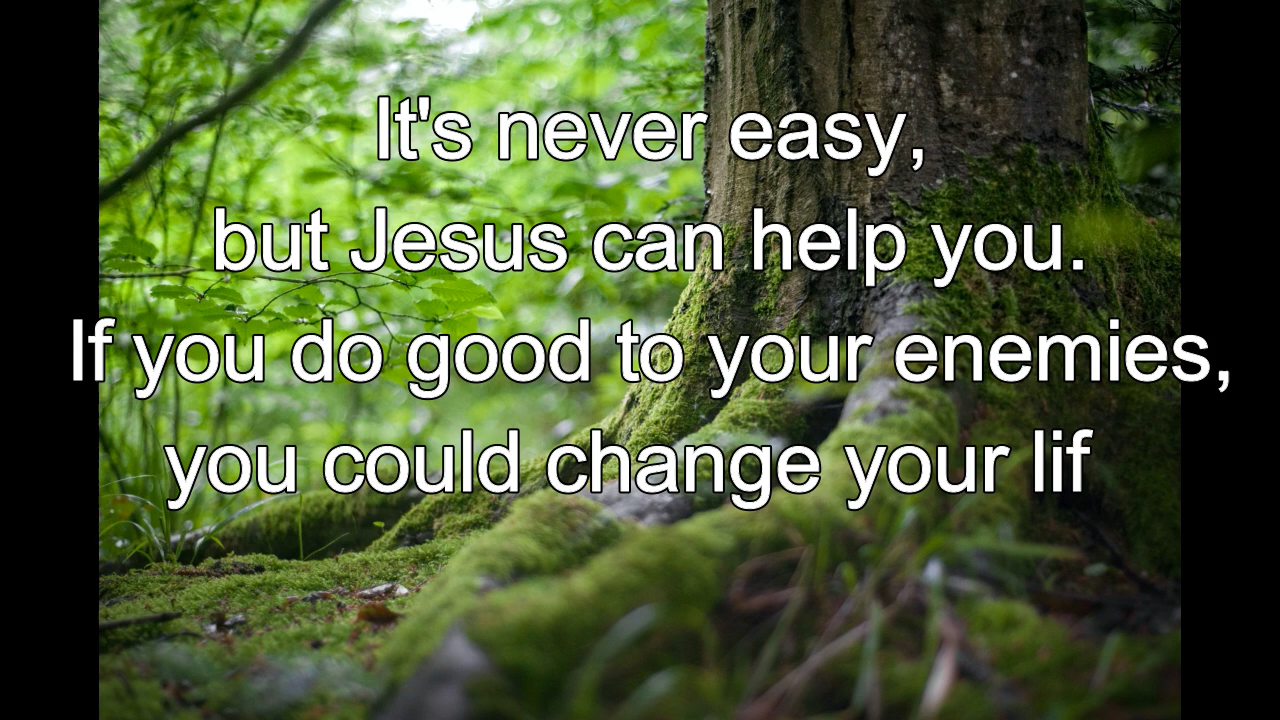 It's never easy,
but Jesus can help you.
If you do good to your enemies,
you could change your lif